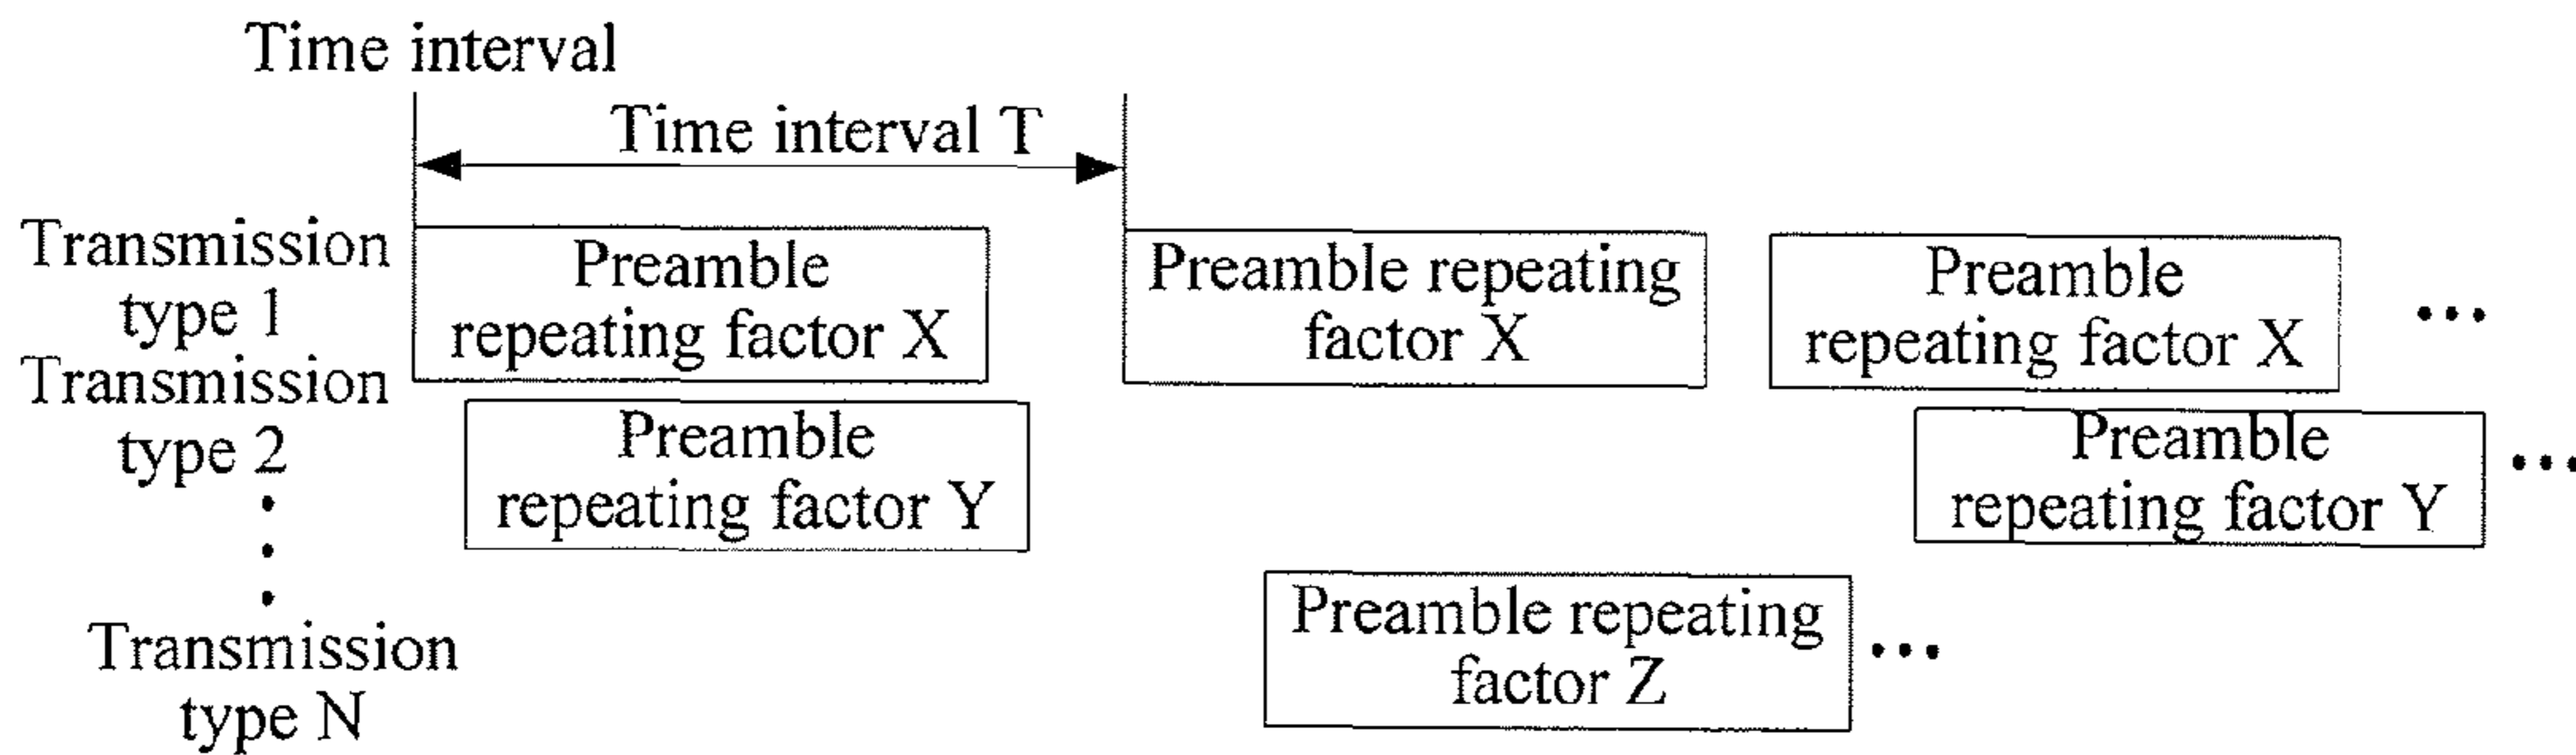 Time interval
Time interval T
Transmission
type 1
Preamble
repeating factor X
Preamble repeating
factor X
Preamble
repeating factor X
...
Transmission
type 2
Preamble
repeating factor Y
Preamble
repeating factor Y
...
Transmission
type N
Preamble repeating
factor Z
...